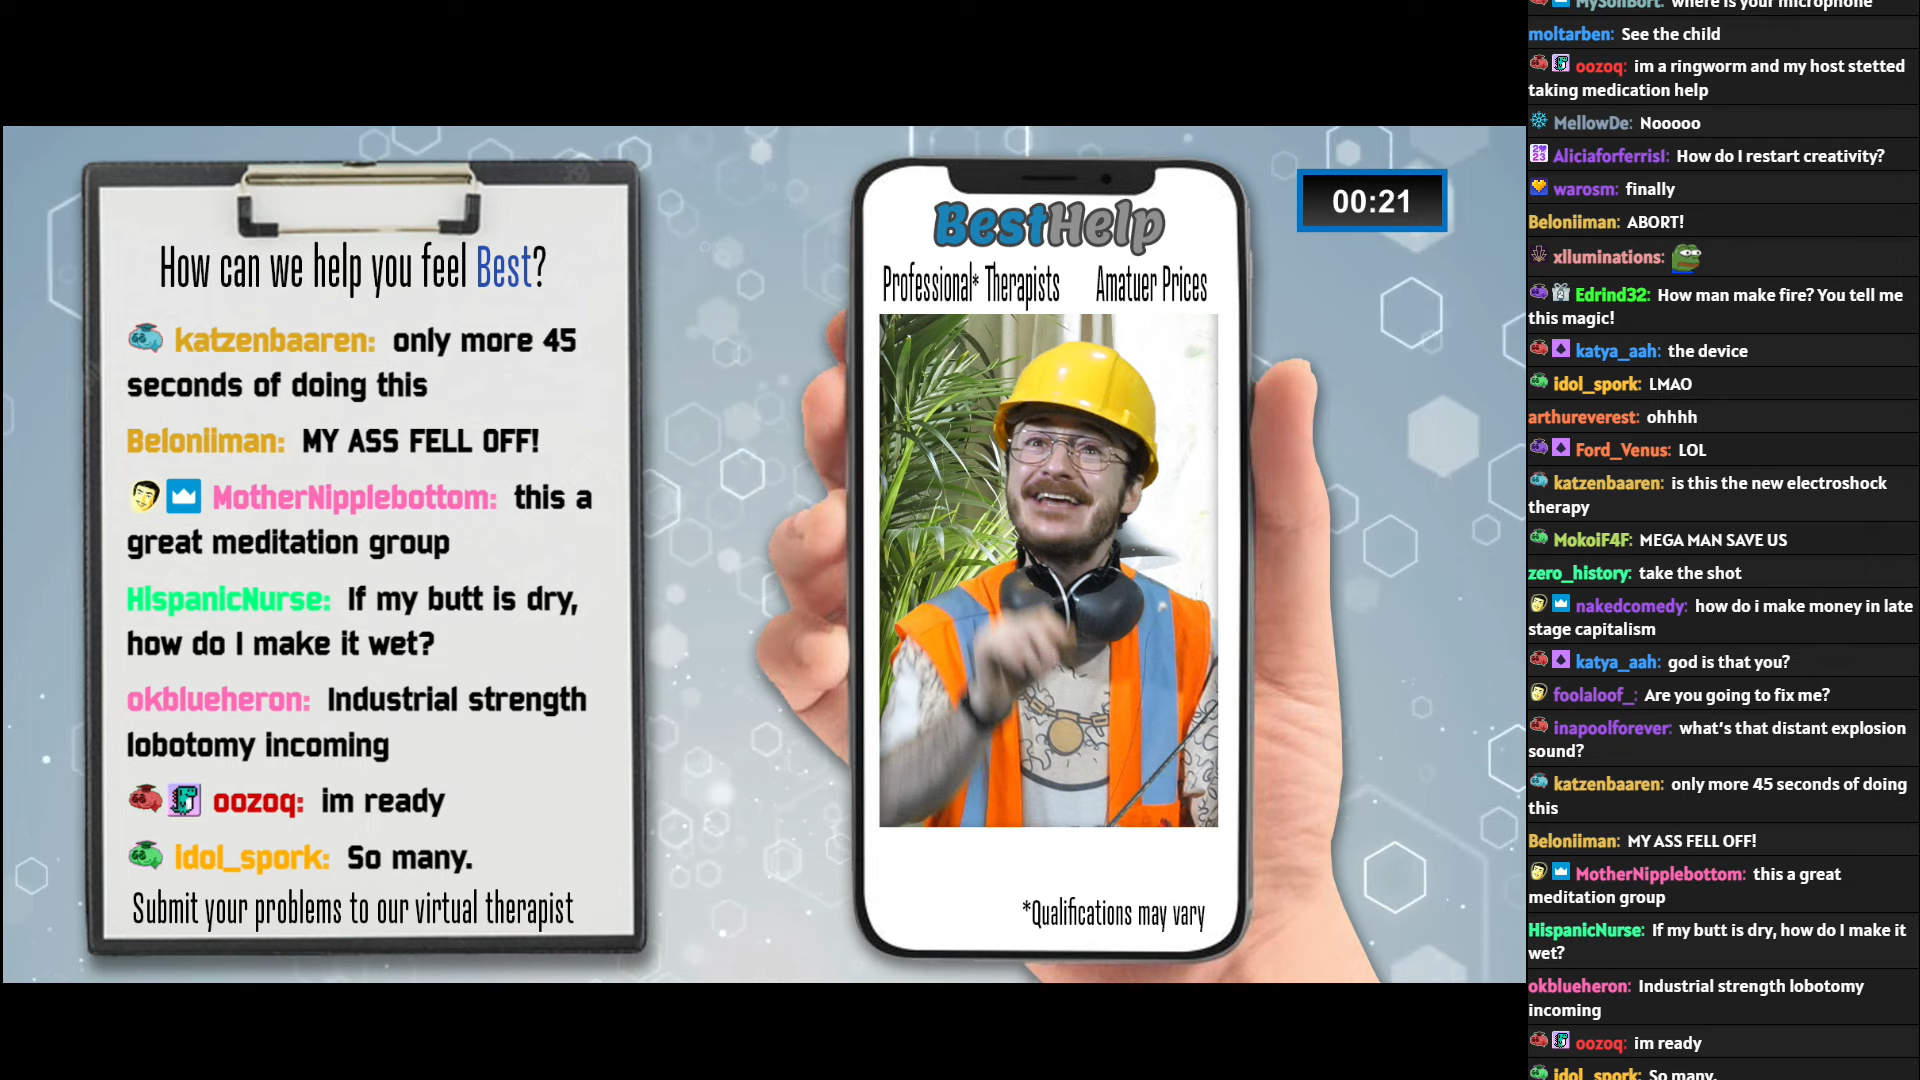 How can we help you feel Best?
katzenbaaren: only more 45
seconds of doing this
Beloniiman: MY ASS FELL OFF!
MotherNipplebottom: this a
great meditation group
HispanicNurse: If my butt is dry,
how do I make it wet?
okblueheron: Industrial strength
lobotomy incoming
oozoq: im ready
idol_spork: So many.
Submit your problems to our virtual therapist
BestHelp
Professional* Therapists Amatuer Prices
*Qualifications may vary
00:21
MySonBort: where is your microphone
moltarben: See the child
oozoq: im a ringworm and my host stetted
taking medication help
MellowDe: Nooooo
Aliciaforferris1: How do I restart creativity?
warosm: finally
Beloniiman: ABORT!
xlluminations:
Edrind32: How man make fire? You tell me
this magic!
katya_aah: the device
idol_spork: LMAO
arthureverest: ohhhh
Ford_Venus: LOL
katzenbaaren: is this the new electroshock
therapy
MokoiF4F: MEGA MAN SAVE US
zero_history: take the shot
nakedcomedy: how do i make money in late
stage capitalism
katya_aah: god is that you?
foolaloof_: Are you going to fix me?
inapoolforever: what's that distant explosion
sound?
katzenbaaren: only more 45 seconds of doing
this
Beloniiman: MY ASS FELL OFF!
MotherNipplebottom: this a great
meditation group
HispanicNurse: If my butt is dry, how do I make it
wet?
okblueheron: Industrial strength lobotomy
incoming
oozoq: im ready
idol_spork: So many.